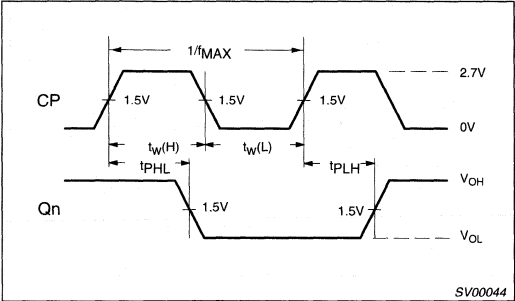 1/fMAX
2.7V
CP
1.5V
1.5V
1.5V
0V
tw(H)
tw(L)
tPHL
tPLH
VOH
Qn
1.5V
1.5V
VOL
SV00044